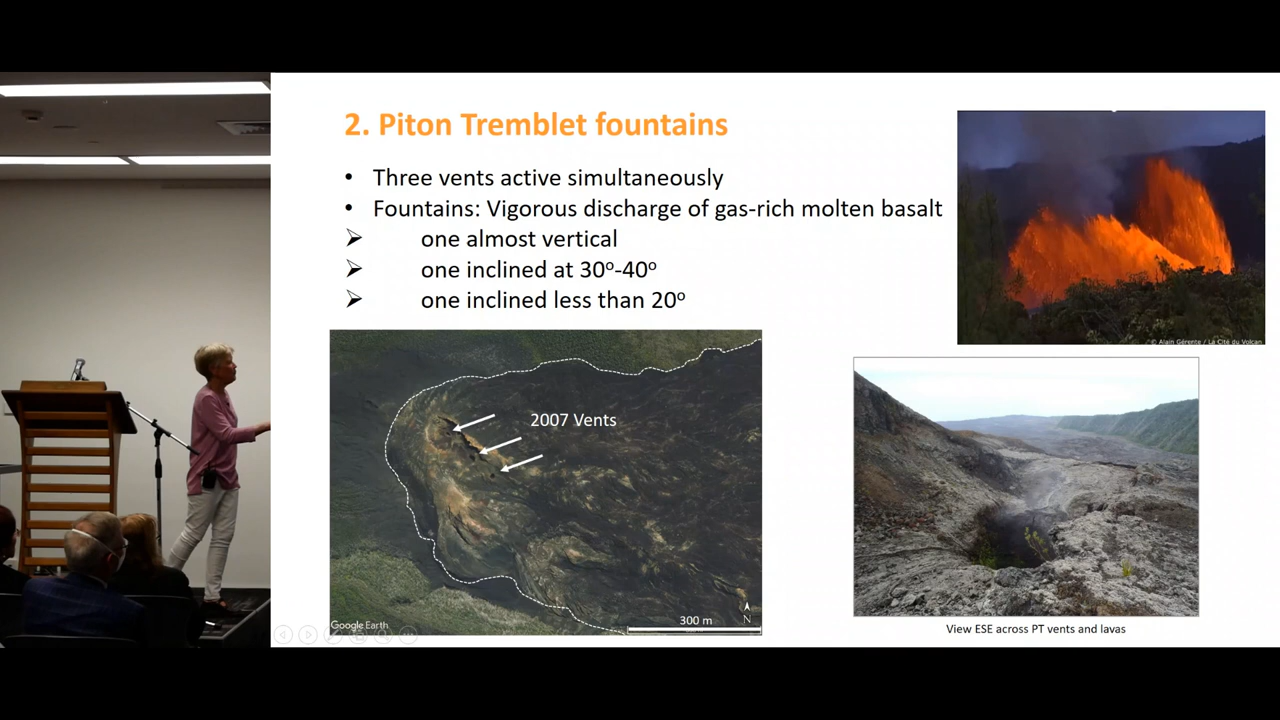 2. Piton Tremblet fountains
• Three vents active simultaneously
• Fountains: Vigorous discharge of gas-rich molten basalt
➢ one almost vertical
➢ one inclined at 30º-40º
➢ one inclined less than 20º
© Alain Gérente / La Cité du Volcan
2007 Vents
Google Earth
300 m
N
View ESE across PT vents and lavas